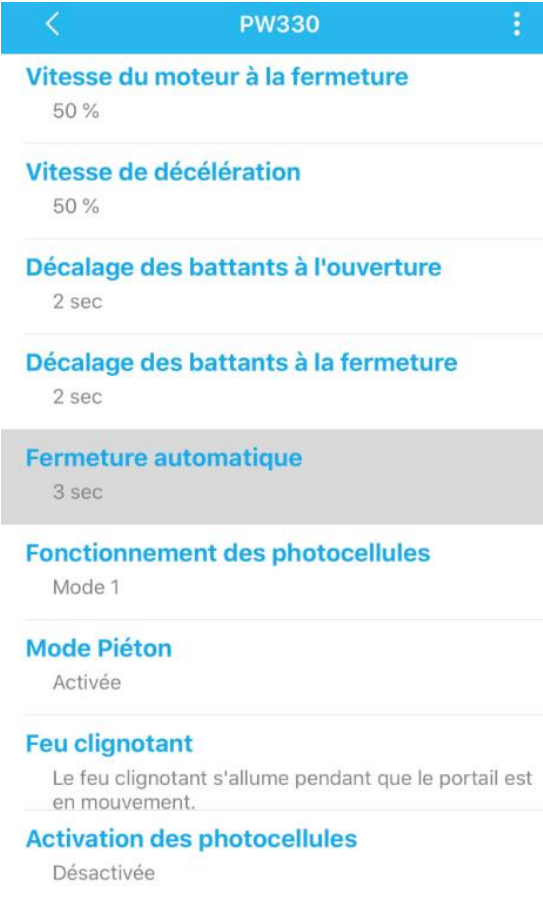 PW330
Vitesse du moteur à la fermeture
50 %
Vitesse de décélération
50 %
Décalage des battants à l'ouverture
2 sec
Décalage des battants à la fermeture
2 sec
Fermeture automatique
3 sec
Fonctionnement des photocellules
Mode 1
Mode Piéton
Activée
Feu clignotant
Le feu clignotant s'allume pendant que le portail est
en mouvement.
Activation des photocellules
Désactivée